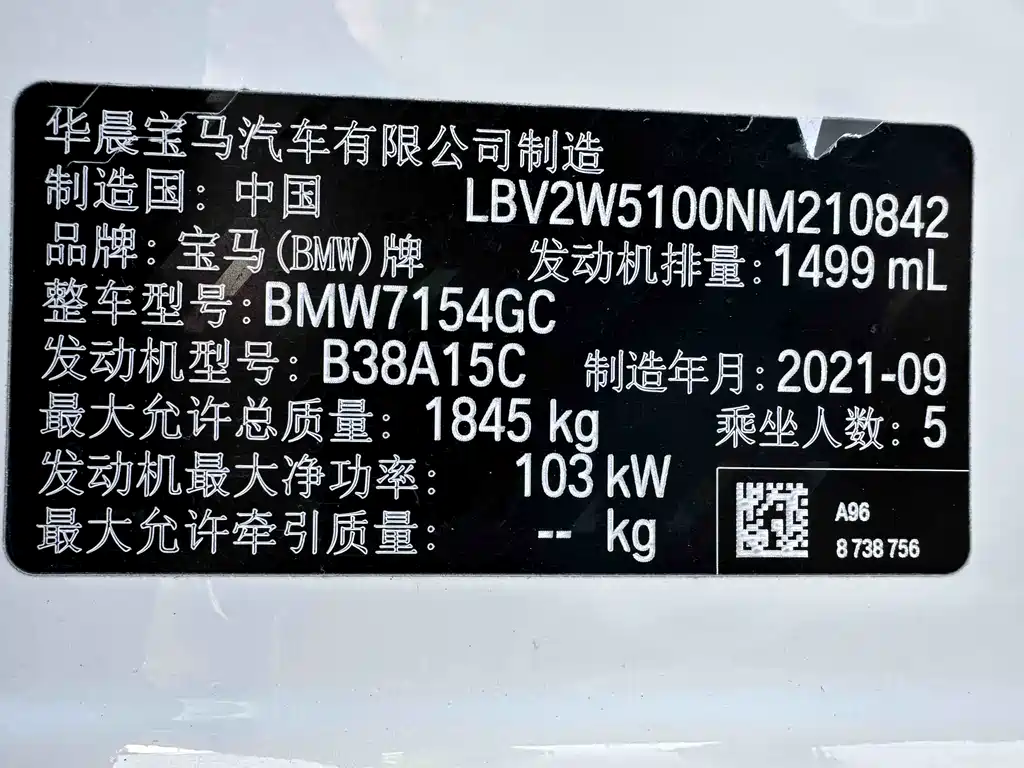 华晨宝马汽车有限公司制造
制造国: 中国 LBV2W5100NM210842
品牌: 宝马(BMW)牌 发动机排量: 1499 mL
整车型号: BMW7154GC
发动机型号: B38A15C 制造年月: 2021-09
最大允许总质量: 1845 kg 乘坐人数: 5
发动机最大净功率: 103 kW
最大允许牵引质量: -- kg
A96
8 738 756